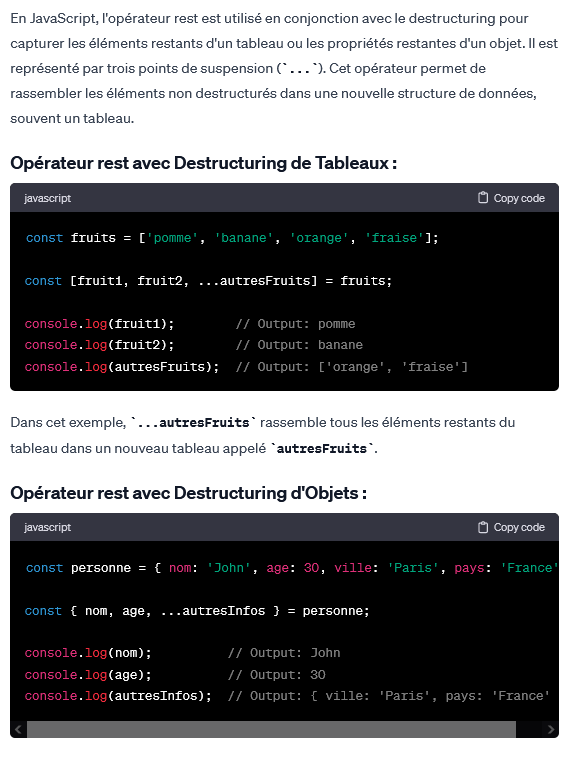 En JavaScript, l'opérateur rest est utilisé en conjonction avec le destructuring pour
capturer les éléments restants d'un tableau ou les propriétés restantes d'un objet. Il est
représenté par trois points de suspension (`...`). Cet opérateur permet de
rassembler les éléments non destructurés dans une nouvelle structure de données,
souvent un tableau.
Opérateur rest avec Destructuring de Tableaux :
javascript Copy code
const fruits = ['pomme', 'banane', 'orange', 'fraise'];
const [fruit1, fruit2, ...autresFruits] = fruits;
console.log(fruit1);        // Output: pomme
console.log(fruit2);        // Output: banane
console.log(autresFruits);  // Output: ['orange', 'fraise']
Dans cet exemple, `...autresFruits` rassemble tous les éléments restants du
tableau dans un nouveau tableau appelé `autresFruits`.
Opérateur rest avec Destructuring d'Objets :
javascript Copy code
const personne = { nom: 'John', age: 30, ville: 'Paris', pays: 'France'
const { nom, age, ...autresInfos } = personne;
console.log(nom);          // Output: John
console.log(age);          // Output: 30
console.log(autresInfos);  // Output: { ville: 'Paris', pays: 'France'